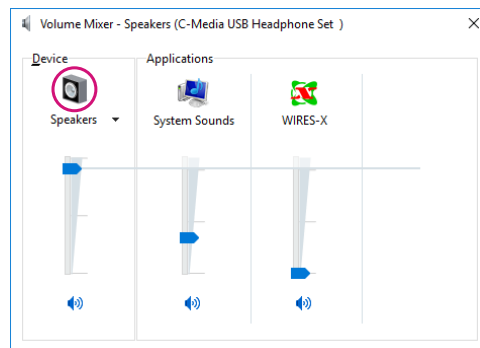 Volume Mixer - Speakers (C-Media USB Headphone Set )
Device
Applications
Speakers
System Sounds
WIRES-X